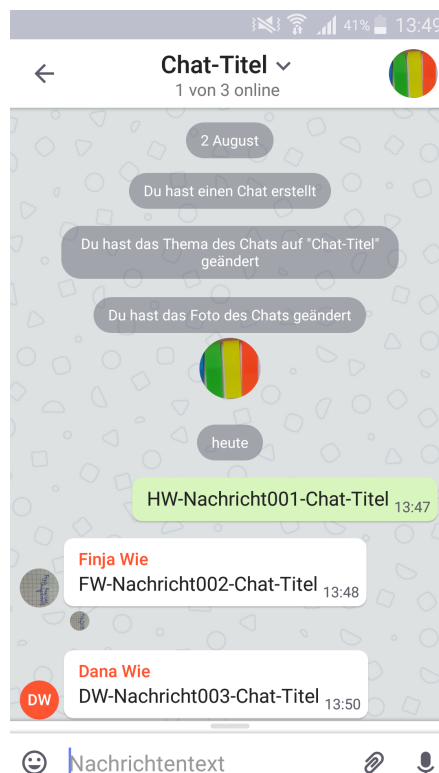 41% 13:49
Chat-Titel
1 von 3 online
2 August
Du hast einen Chat erstellt
Du hast das Thema des Chats auf "Chat-Titel"
geändert
Du hast das Foto des Chats geändert
heute
HW-Nachricht001-Chat-Titel 13:47
Finja Wie
FW-Nachricht002-Chat-Titel 13:48
Dana Wie
DW
DW-Nachricht003-Chat-Titel 13:50
Nachrichtentext